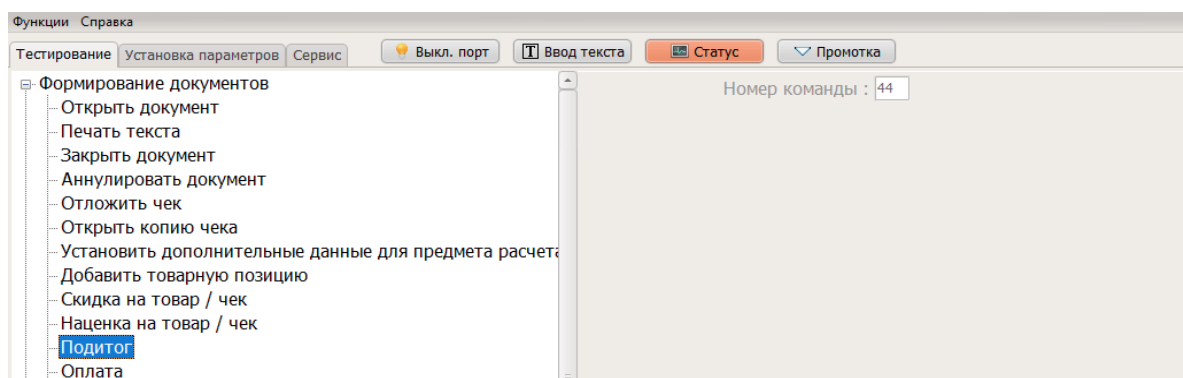 Функции Справка
Тестирование Установка параметров Сервис Выкл. порт Ввод текста Статус Промотка
Формирование документов
Номер команды : 44
Открыть документ
Печать текста
Закрыть документ
Аннулировать документ
Отложить чек
Открыть копию чека
Установить дополнительные данные для предмета расчета
Добавить товарную позицию
Скидка на товар / чек
Наценка на товар / чек
Подитог
Оплата